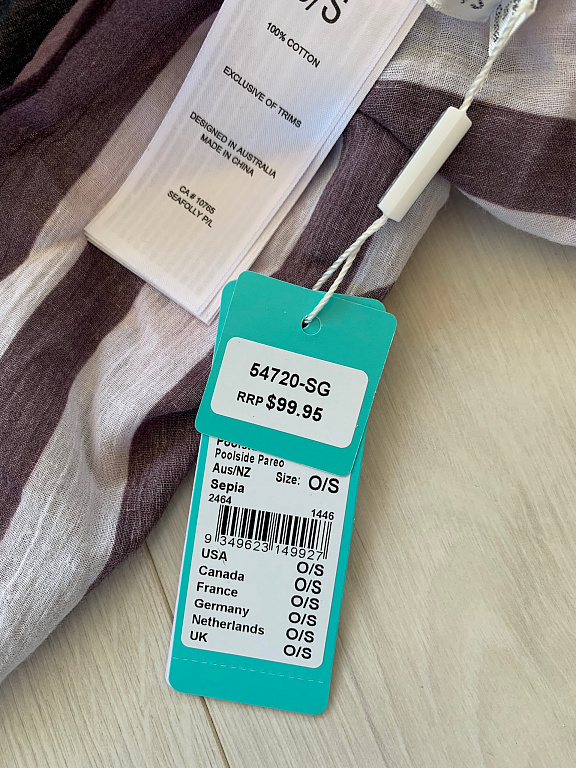 O/S
100% COTTON
EXCLUSIVE OF TRIMS
DESIGNED IN AUSTRALIA
MADE IN CHINA
CA# 10765
SEAFOLLY P/L
54720-SG
RRP $99.95
Poolside Pareo
Aus/NZ Size: O/S
Sepia
2464 1446
9 349623 149927
USA O/S
Canada O/S
France O/S
Germany O/S
Netherlands O/S
UK O/S